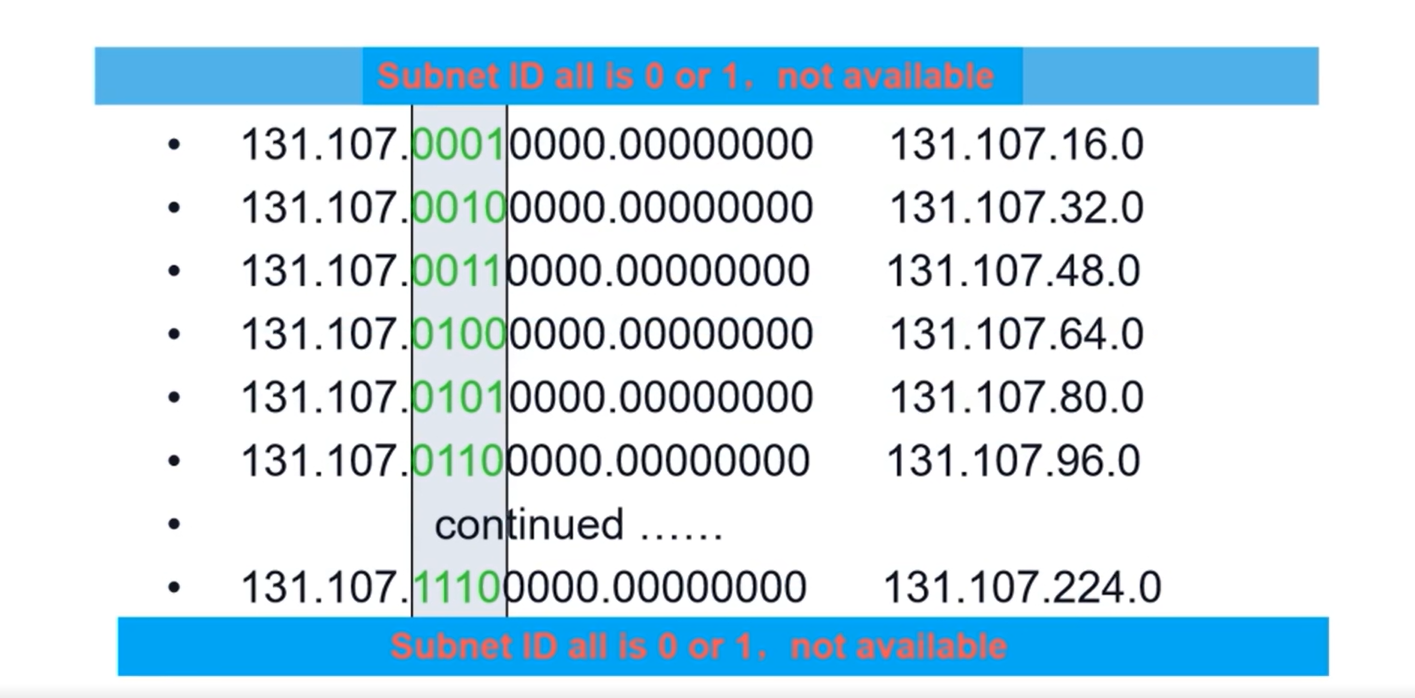 Subnet ID all is 0 or 1，not available
• 131.107.00010000.00000000 131.107.16.0
• 131.107.00100000.00000000 131.107.32.0
• 131.107.00110000.00000000 131.107.48.0
• 131.107.01000000.00000000 131.107.64.0
• 131.107.01010000.00000000 131.107.80.0
• 131.107.01100000.00000000 131.107.96.0
• continued ……
• 131.107.11100000.00000000 131.107.224.0
Subnet ID all is 0 or 1，not available